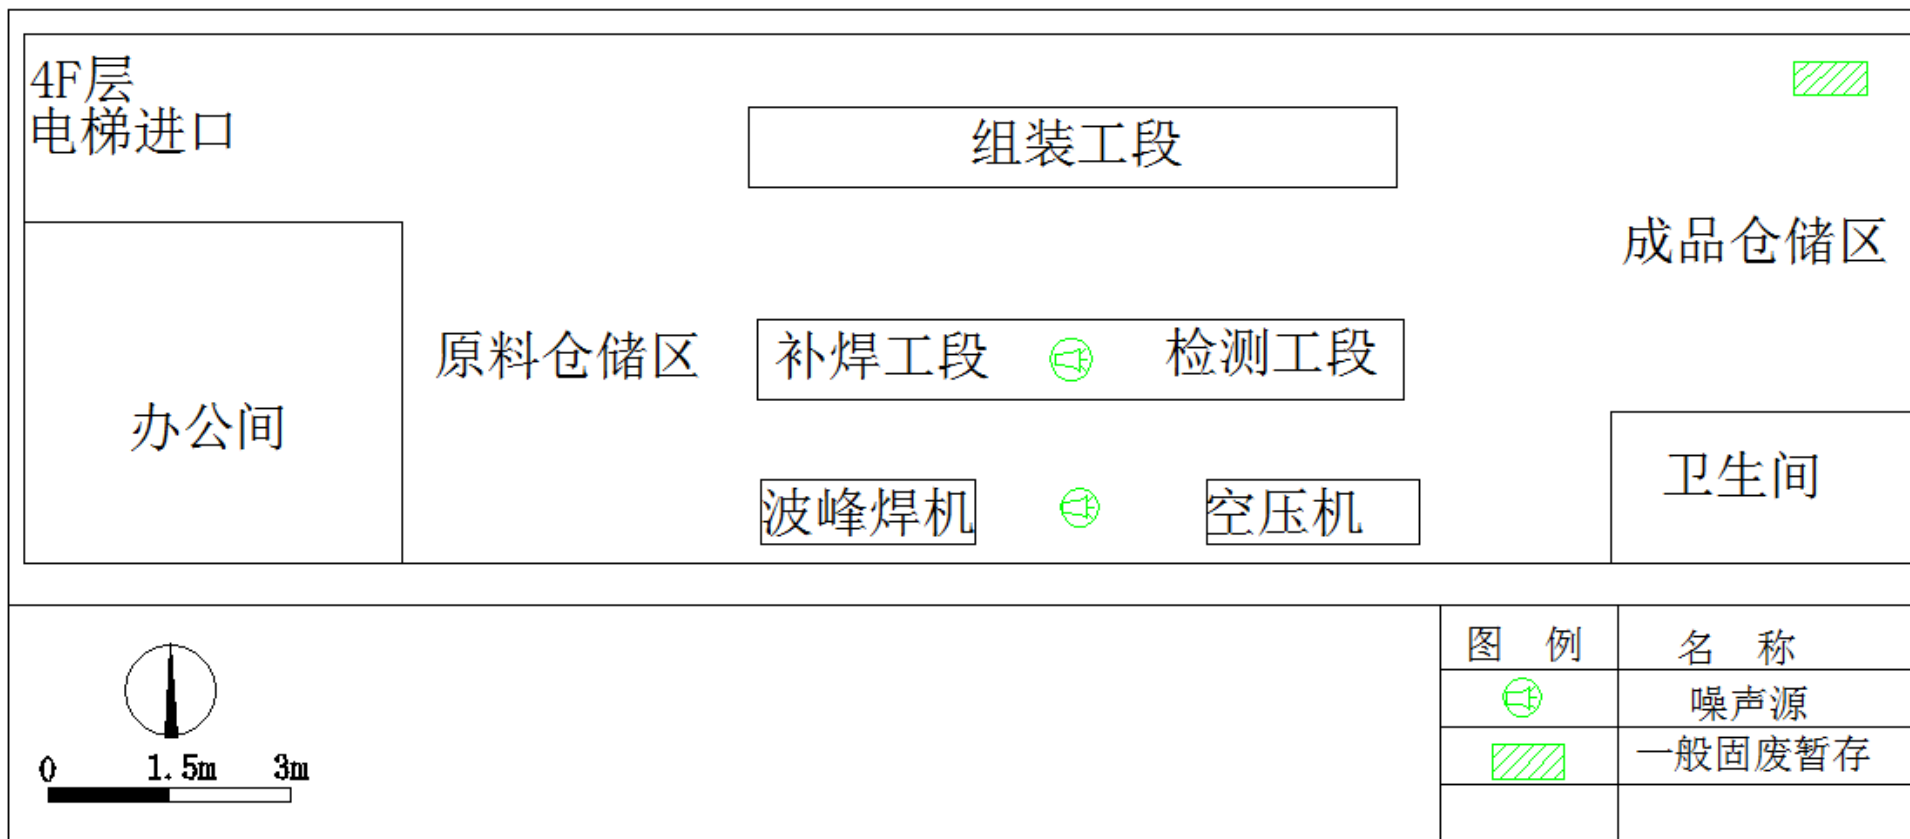 4F层
电梯进口
组装工段
成品仓储区
原料仓储区
补焊工段
检测工段
办公间
卫生间
波峰焊机
空压机
图 例
名 称
噪声源
一般固废暂存
0 1.5m 3m